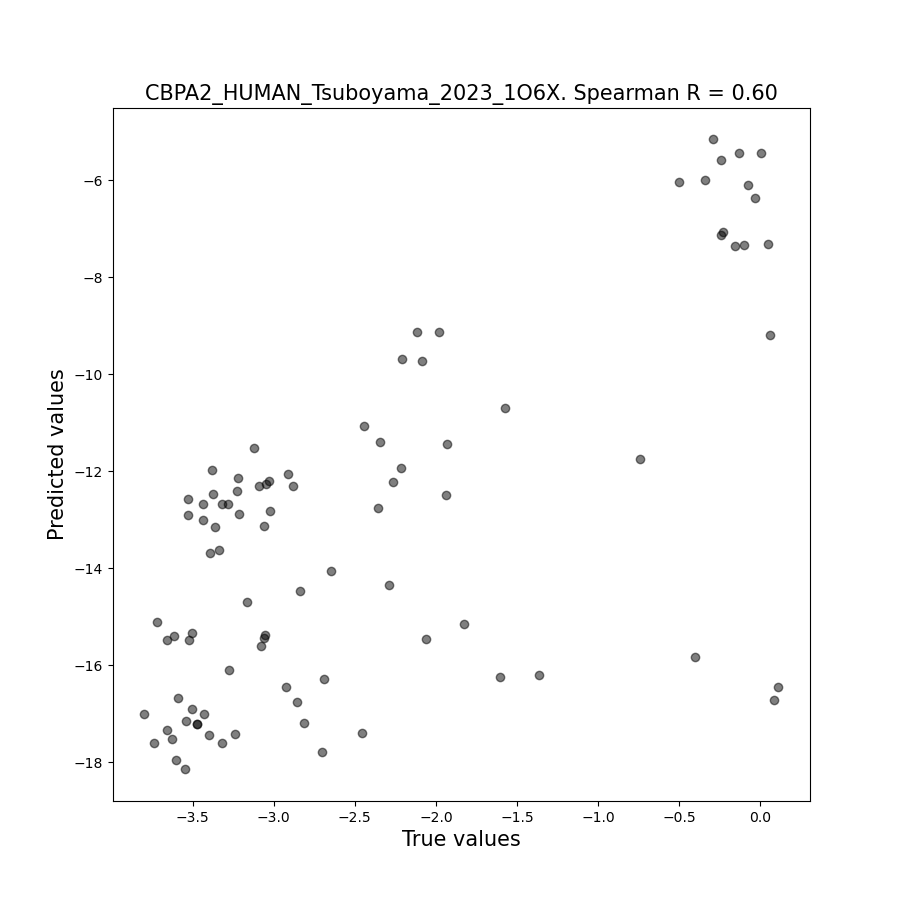 CBPA2_HUMAN_Tsuboyama_2023_1O6X. Spearman R = 0.60
Predicted values
−6
−8
−10
−12
−14
−16
−18
−3.5 −3.0 −2.5 −2.0 −1.5 −1.0 −0.5 0.0
True values